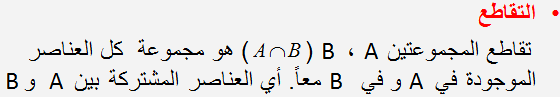 • التقاطع
تقاطع المجموعتين A ، B (A∩B) هو مجموعة كل العناصر
الموجودة في A و في B معاً. أي العناصر المشتركة بين A و B